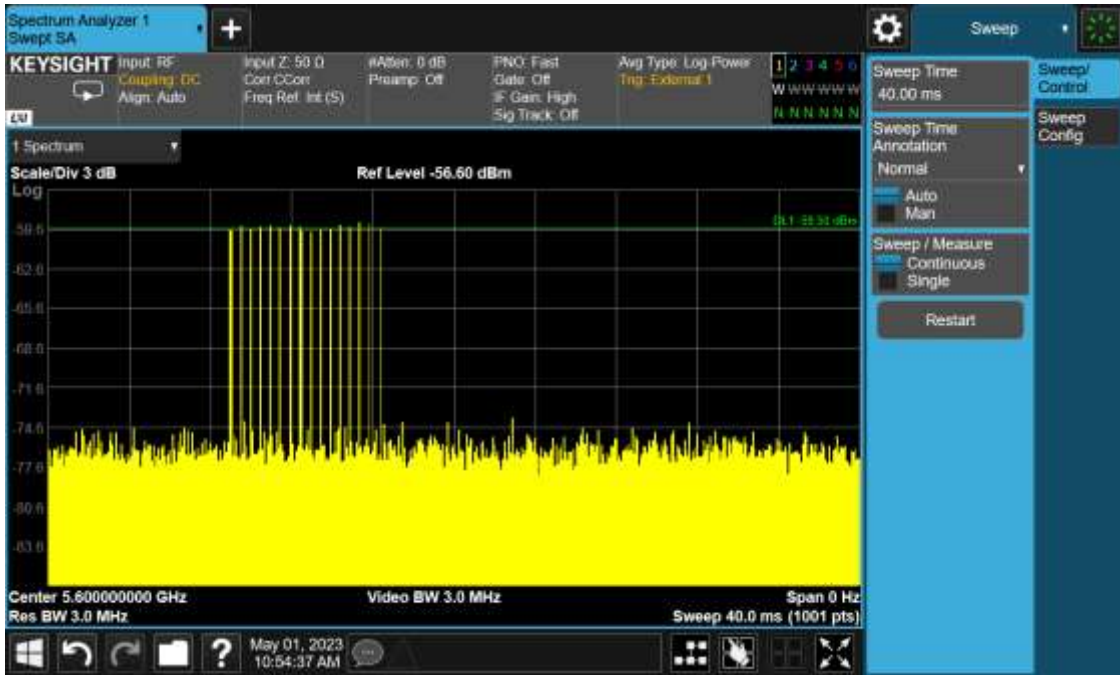 Spectrum Analyzer 1
Swept SA
+
Sweep
KEYSIGHT
Input: RF
Coupling: DC
Align: Auto
Input Z: 50 Ω
Corr CCorr
Freq Ref: Int (S)
#Atten: 0 dB
Preamp: Off
PNO: Fast
Gate: Off
IF Gain: High
Sig Track: Off
Avg Type: Log-Power
Trig: External 1
1 2 3 4 5 6
W W W W W W
N N N N N N
LXI
1 Spectrum
Scale/Div 3 dB
Ref Level -56.60 dBm
Log
-59.6
-62.6
-65.6
-68.6
-71.6
-74.6
-77.6
-80.6
-83.6
Center 5.600000000 GHz
Video BW 3.0 MHz
Span 0 Hz
Res BW 3.0 MHz
Sweep 40.0 ms (1001 pts)
May 01, 2023
10:54:37 AM
?
Sweep Time
40.00 ms
Sweep Time
Annotation
Normal
Auto
Man
Sweep / Measure
Continuous
Single
Restart
Sweep/
Control
Sweep
Config